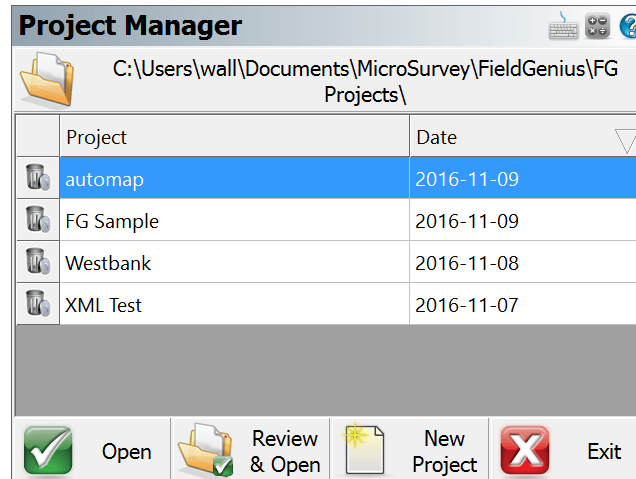 Project Manager
C:\Users\wall\Documents\MicroSurvey\FieldGenius\FG
Projects\
Project Date
automap 2016-11-09
FG Sample 2016-11-09
Westbank 2016-11-08
XML Test 2016-11-07
Open
Review
& Open
New
Project
Exit